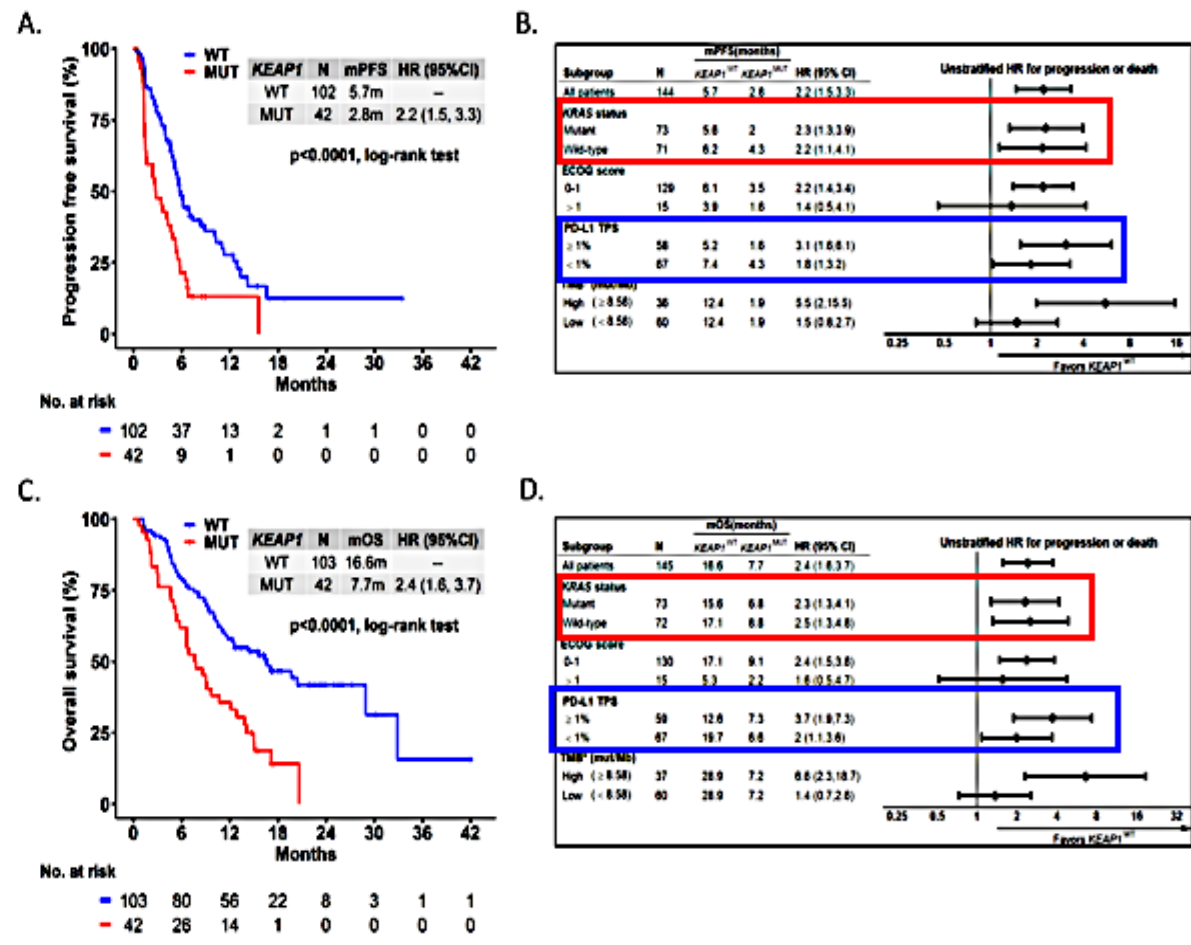 A.
100
75
50
25
0
Progression free survival (%)
WT
MUT
KEAP1 N mPFS HR (95%CI)
WT 102 5.7m –
MUT 42 2.8m 2.2 (1.5, 3.3)
p<0.0001, log-rank test
0 6 12 18 24 30 36 42
Months
No. at risk
102 37 13 2 1 1 0 0
42 9 1 0 0 0 0 0
B.
mPFS(months)
Subgroup N KEAP1 WT KEAP1 MUT HR (95% CI) Unstratified HR for progression or death
All patients 144 5.7 2.8 2.2 (1.5,3.3)
KRAS status
Mutant 73 5.8 2 2.3 (1.3,3.9)
Wild-type 71 6.2 4.3 2.2 (1.1,4.1)
ECOG score
0-1 129 6.1 3.5 2.2 (1.4,3.4)
> 1 15 3.9 1.6 1.4 (0.5,4.1)
PD-L1 TPS
≥ 1% 58 5.2 1.6 3.1 (1.6,6.1)
< 1% 67 7.4 4.3 1.8 (1,3.2)
High (≥8.58) 36 12.4 1.9 5.5 (2,15.5)
Low (<8.58) 60 12.4 1.9 1.5 (0.8,2.7)
0.25 0.5 1 2 4 8 16
Favors KEAP1 WT
C.
100
75
50
25
0
Overall survival (%)
WT
MUT
KEAP1 N mOS HR (95%CI)
WT 103 16.6m –
MUT 42 7.7m 2.4 (1.6, 3.7)
p<0.0001, log-rank test
0 6 12 18 24 30 36 42
Months
No. at risk
103 80 56 22 8 3 1 1
42 26 14 1 0 0 0 0
D.
mOS(months)
Subgroup N KEAP1 WT KEAP1 MUT HR (95% CI) Unstratified HR for progression or death
All patients 145 16.6 7.7 2.4 (1.6,3.7)
KRAS status
Mutant 73 15.6 6.8 2.3 (1.3,4.1)
Wild-type 72 17.1 6.8 2.5 (1.3,4.8)
ECOG score
0-1 130 17.1 9.1 2.4 (1.5,3.8)
> 1 15 5.3 2.2 1.6 (0.5,4.7)
PD-L1 TPS
≥ 1% 59 12.6 7.3 3.7 (1.9,7.3)
< 1% 67 19.7 6.6 2 (1.1,3.6)
TMB* (mut/Mb)
High (≥8.58) 37 28.9 7.2 6.6 (2.3,18.7)
Low (<8.58) 60 28.9 7.2 1.4 (0.7,2.6)
0.25 0.5 1 2 4 8 16 32
Favors KEAP1 WT